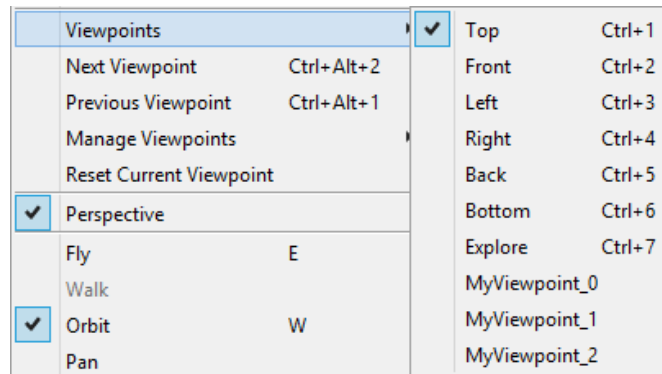 Viewpoints
Next Viewpoint Ctrl+Alt+2
Previous Viewpoint Ctrl+Alt+1
Manage Viewpoints
Reset Current Viewpoint
Perspective
Fly E
Walk
Orbit W
Pan
Top Ctrl+1
Front Ctrl+2
Left Ctrl+3
Right Ctrl+4
Back Ctrl+5
Bottom Ctrl+6
Explore Ctrl+7
MyViewpoint_0
MyViewpoint_1
MyViewpoint_2